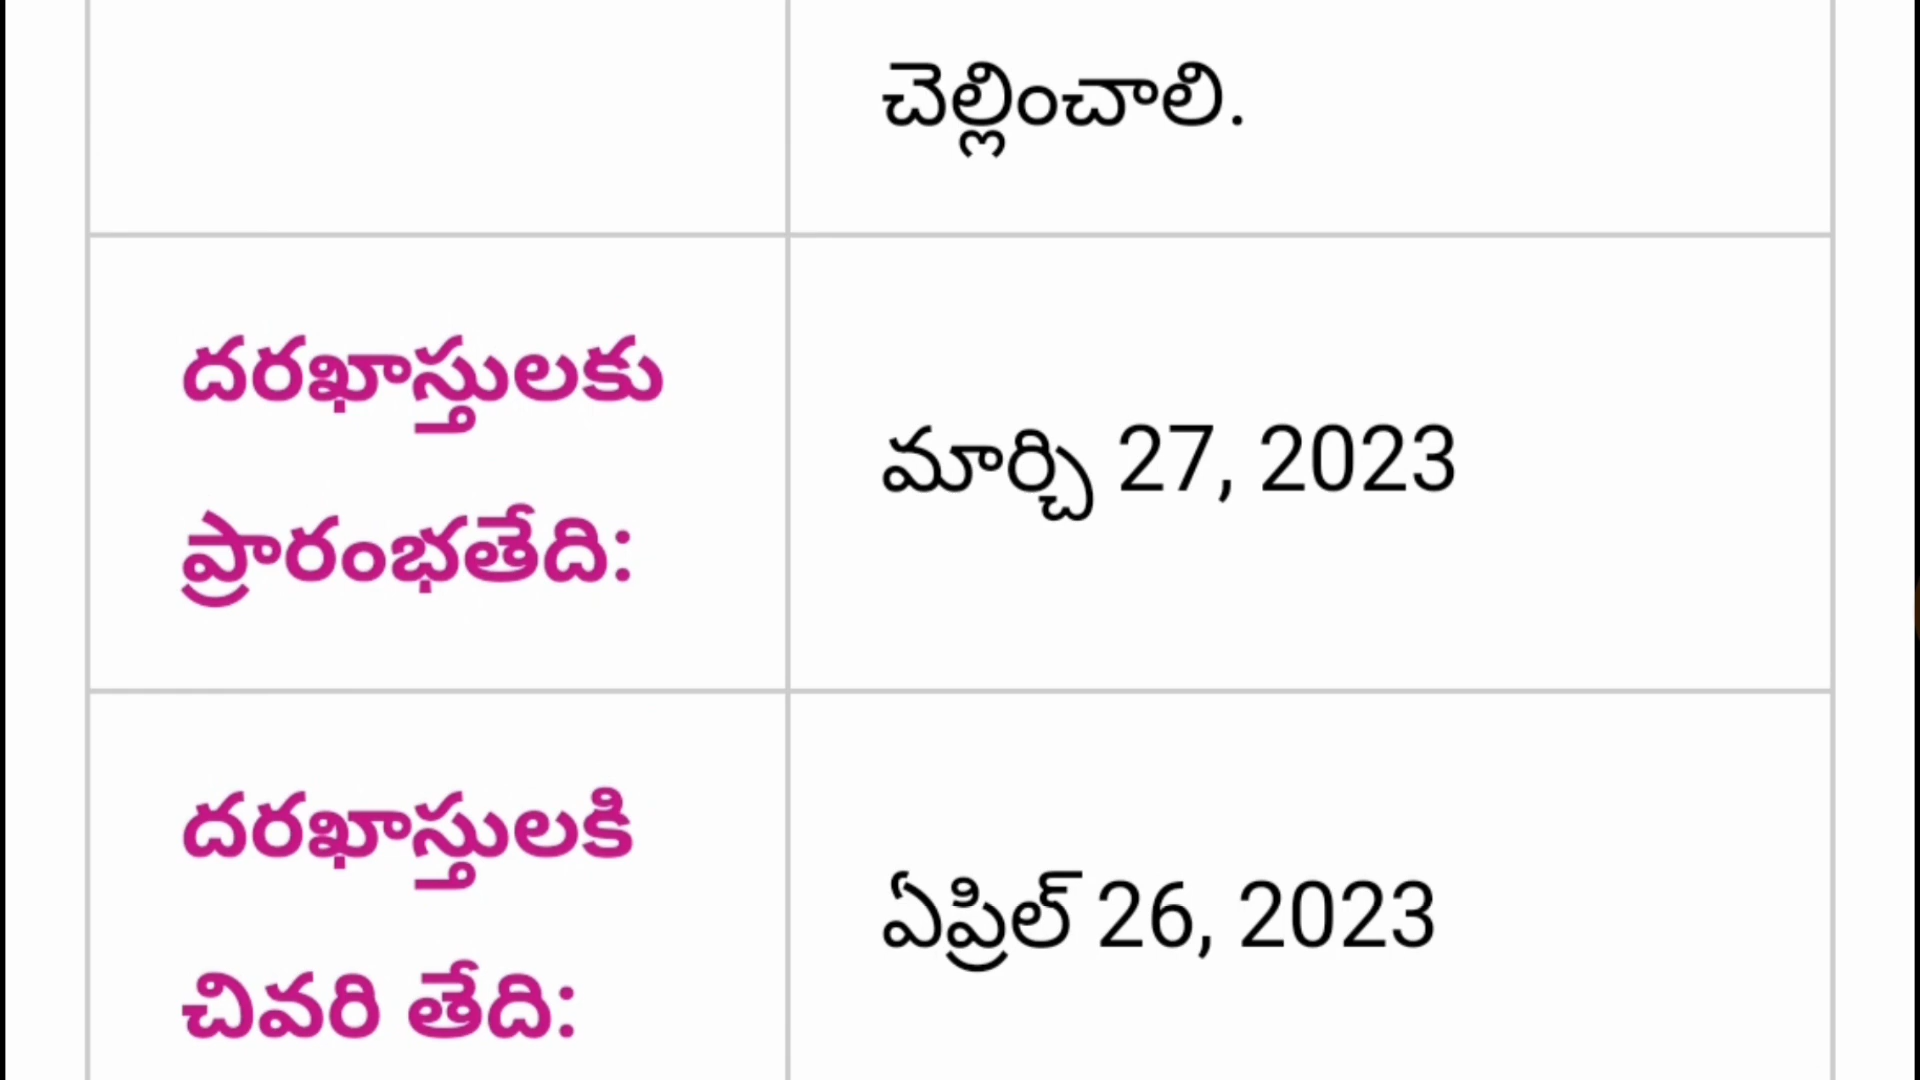 చెల్లించాలి.
దరఖాస్తులకు
ప్రారంభతేది:
మార్చి 27, 2023
దరఖాస్తులకి
చివరి తేది:
ఏప్రిల్ 26, 2023